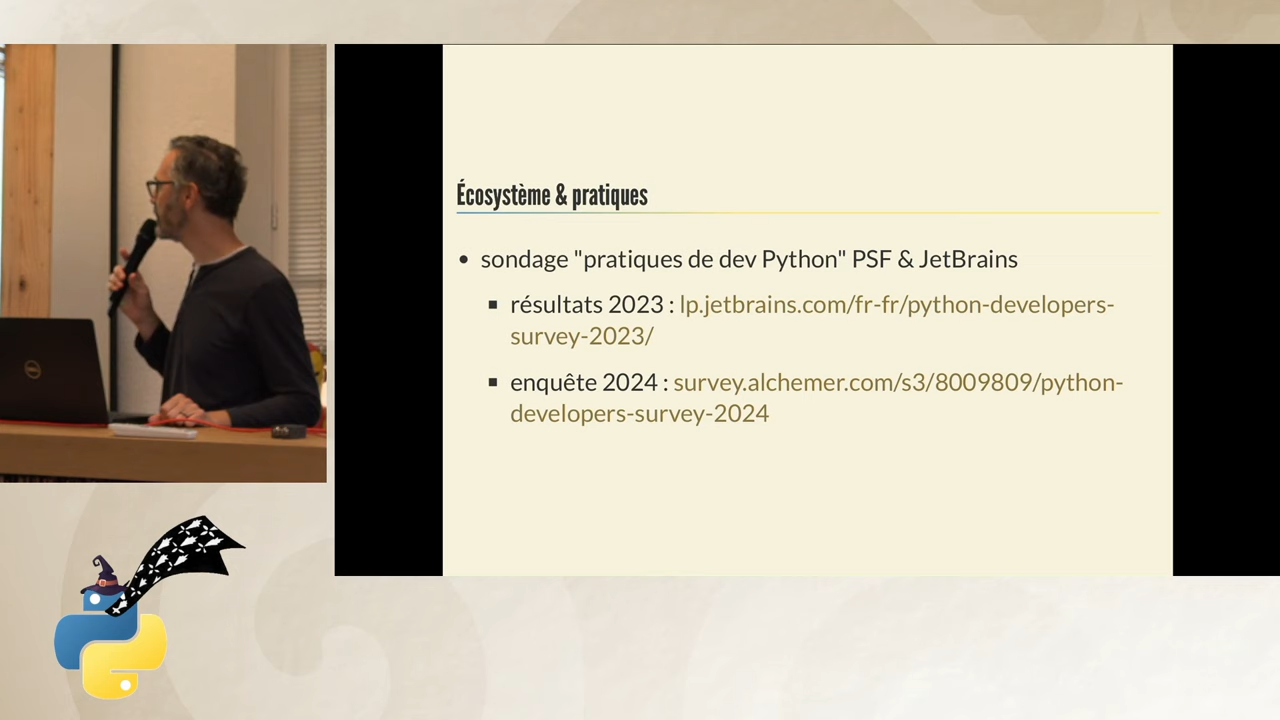 Écosystème & pratiques
sondage "pratiques de dev Python" PSF & JetBrains
résultats 2023 : lp.jetbrains.com/fr-fr/python-developers-
survey-2023/
enquête 2024 : survey.alchemer.com/s3/8009809/python-
developers-survey-2024
DELL